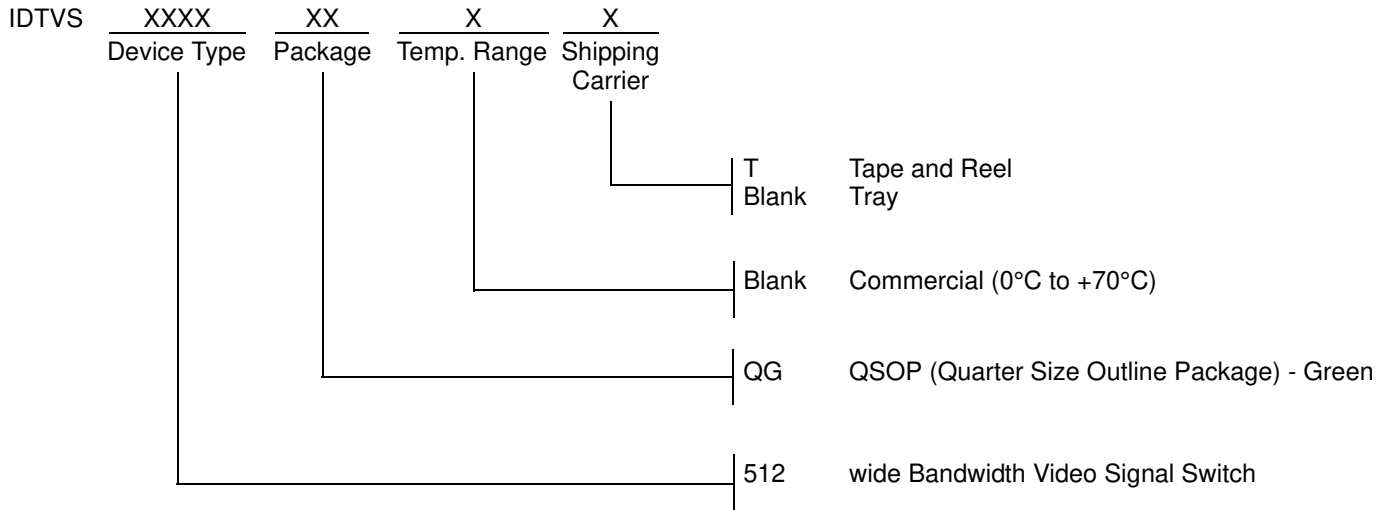 IDTVS XXXX XX X X
Device Type Package Temp. Range Shipping
Carrier
T Tape and Reel
Blank Tray
Blank Commercial (0°C to +70°C)
QG QSOP (Quarter Size Outline Package) - Green
512 wide Bandwidth Video Signal Switch